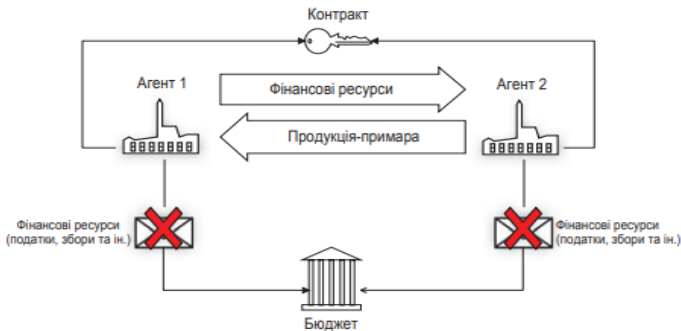 Контракт
Агент 1
Фінансові ресурси
Агент 2
Продукція-примара
Фінансові ресурси
(податки, збори та ін.)
Фінансові ресурси
(податки, збори та ін.)
Бюджет